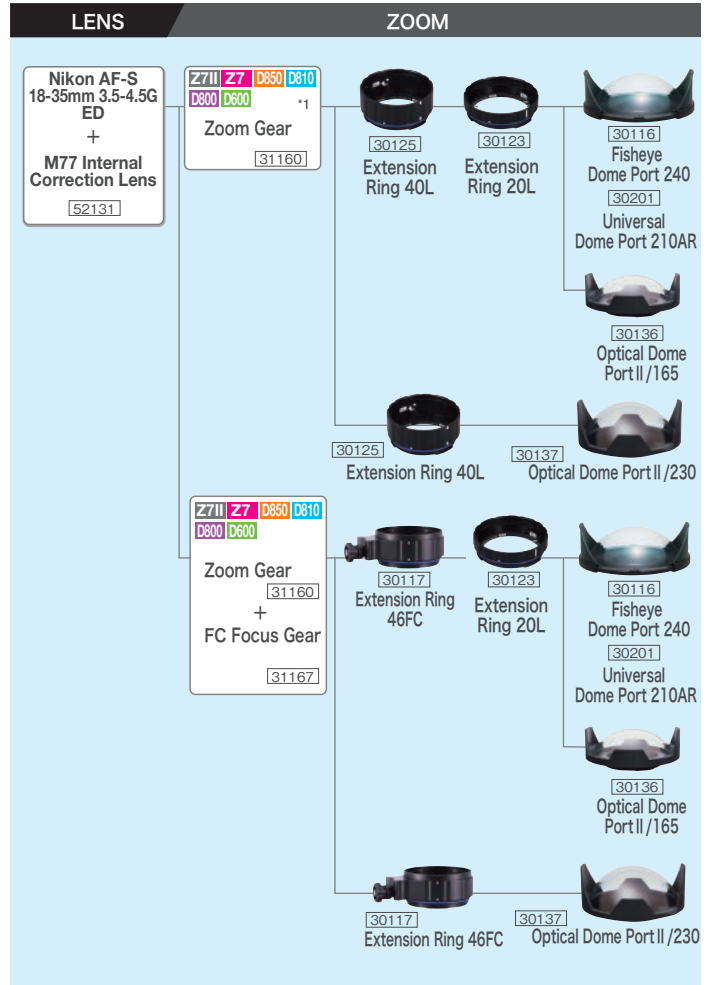 LENS
ZOOM
Nikon AF-S
18-35mm 3.5-4.5G
ED
+
M77 Internal
Correction Lens
52131
Z7II Z7 D850 D810
D800 D600
*1
Zoom Gear
31160
30125
Extension
Ring 40L
30123
Extension
Ring 20L
30116
Fisheye
Dome Port 240
30201
Universal
Dome Port 210AR
30136
Optical Dome
Port II /165
30125
Extension Ring 40L
30137
Optical Dome Port II /230
Z7II Z7 D850 D810
D800 D600
Zoom Gear
31160
+
FC Focus Gear
31167
30117
Extension Ring
46FC
30123
Extension
Ring 20L
30116
Fisheye
Dome Port 240
30201
Universal
Dome Port 210AR
30136
Optical Dome
Port II /165
30117
Extension Ring 46FC
30137
Optical Dome Port II /230